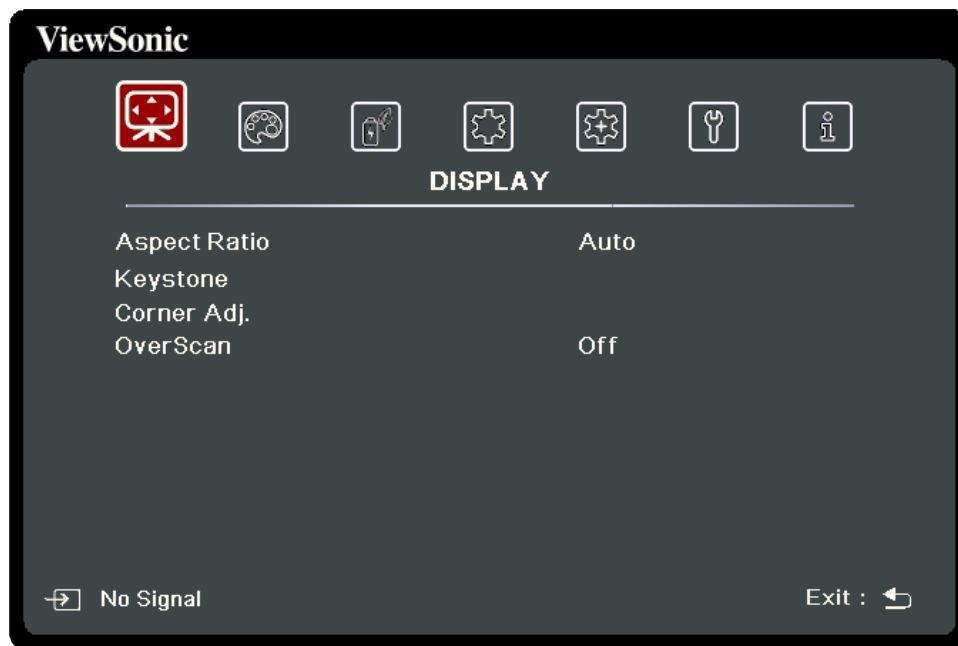 ViewSonic
DISPLAY
Aspect Ratio Auto
Keystone
Corner Adj.
OverScan Off
No Signal Exit :